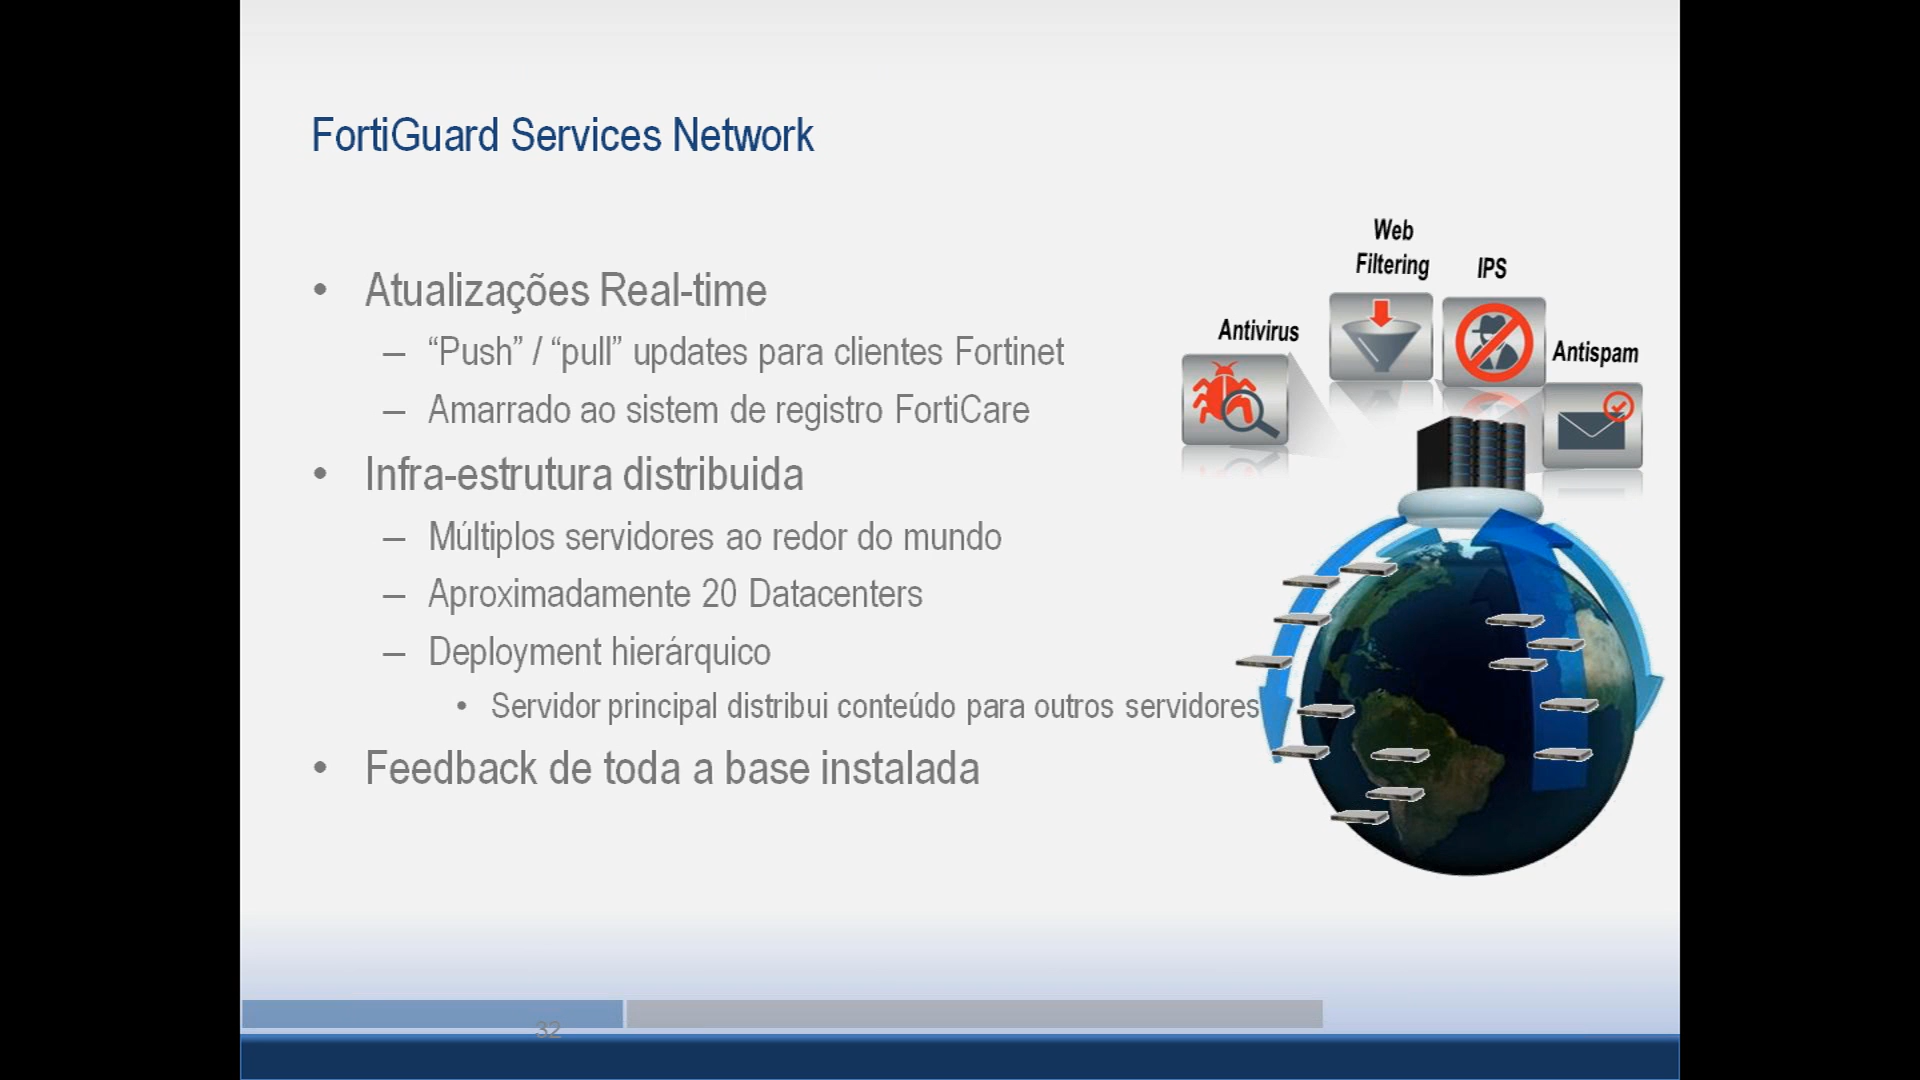 FortiGuard Services Network
• Atualizações Real-time
– “Push” / “pull” updates para clientes Fortinet
– Amarrado ao sistem de registro FortiCare
• Infra-estrutura distribuida
– Múltiplos servidores ao redor do mundo
– Aproximadamente 20 Datacenters
– Deployment hierárquico
• Servidor principal distribui conteúdo para outros servidores
• Feedback de toda a base instalada
Web
Filtering
IPS
Antivirus
Antispam
32